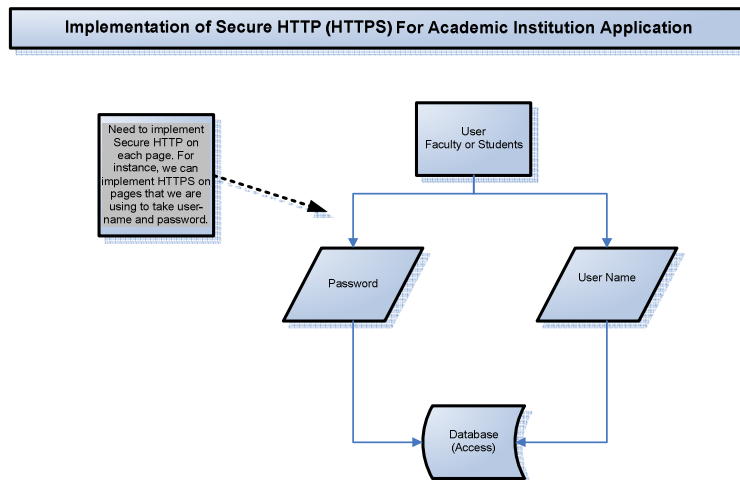 Implementation of Secure HTTP (HTTPS) For Academic Institution Application
Need to implement
Secure HTTP on
each page. For
instance, we can
implement HTTPS on
pages that we are
using to take user-
name and password.
User
Faculty or Students
Password
User Name
Database
(Access)